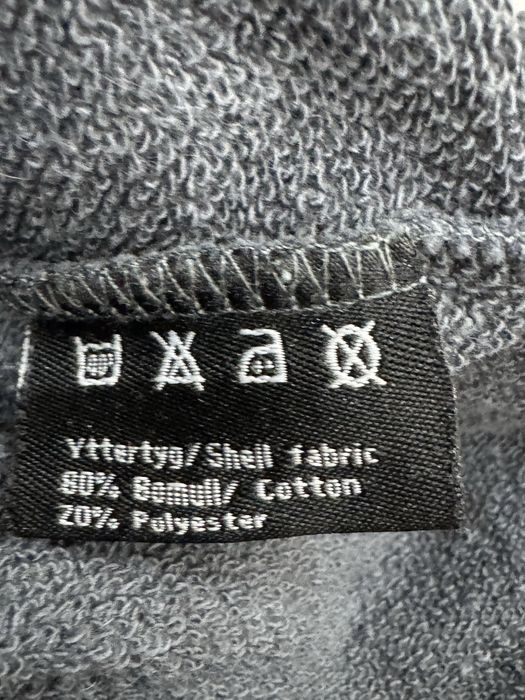 Yttertyg/Shell fabric
80% Bomull/ Cotton
20% Polyester